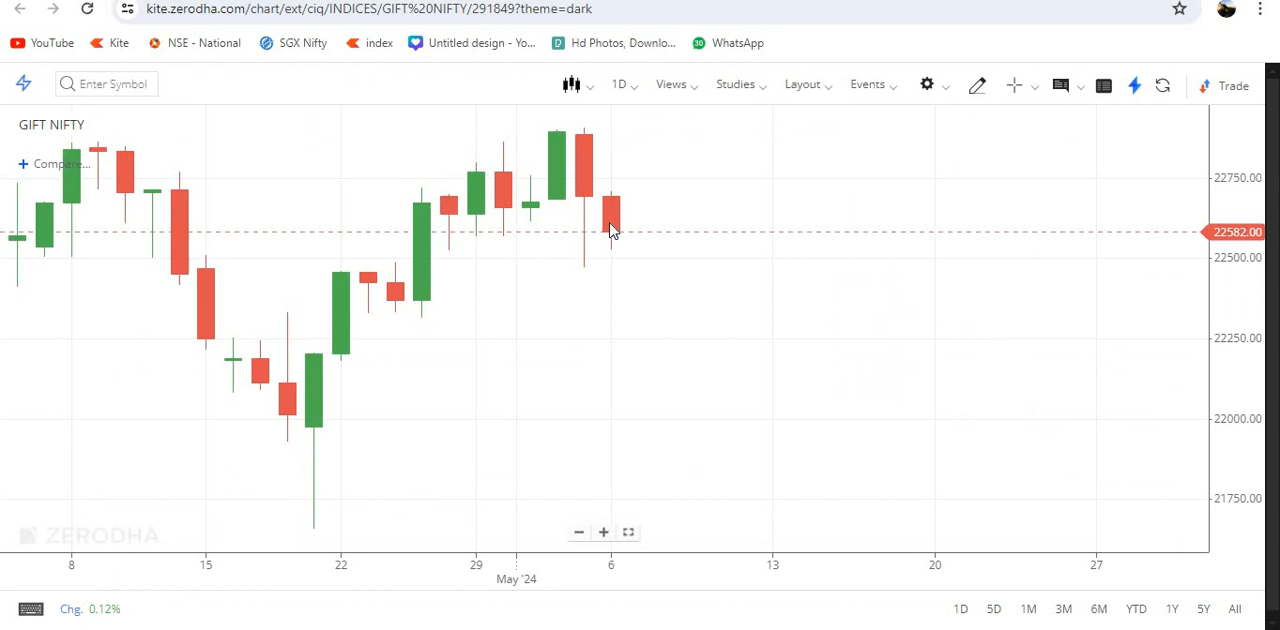 kite.zerodha.com/chart/ext/ciq/INDICES/GIFT%20NIFTY/291849?theme=dark
YouTube Kite NSE - National SGX Nifty index Untitled design - Yo... Hd Photos, Downlo... 30 WhatsApp
Enter Symbol 1D Views Studies Layout Events Trade
GIFT NIFTY
+ Compare...
22750.00
22582.00
22500.00
22250.00
22000.00
21750.00
ZERODHA
8 15 22 29 6 13 20 27
May '24
Chg. 0.12% 1D 5D 1M 3M 6M YTD 1Y 5Y All